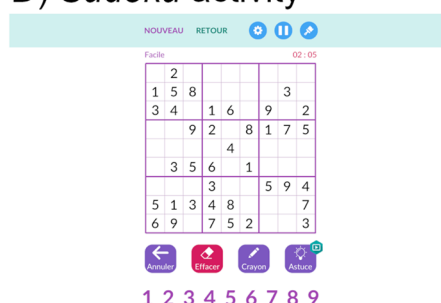 B) Sudoku activity
NOUVEAU RETOUR
Facile 02 : 05
2
1 5 8 3
3 4 1 6 9 2
9 2 8 1 7 5
4
3 5 6 1
3 5 9 4
5 1 3 4 8 7
6 9 7 5 2 3
Annuler Effacer Crayon Astuce
1 2 3 4 5 6 7 8 9